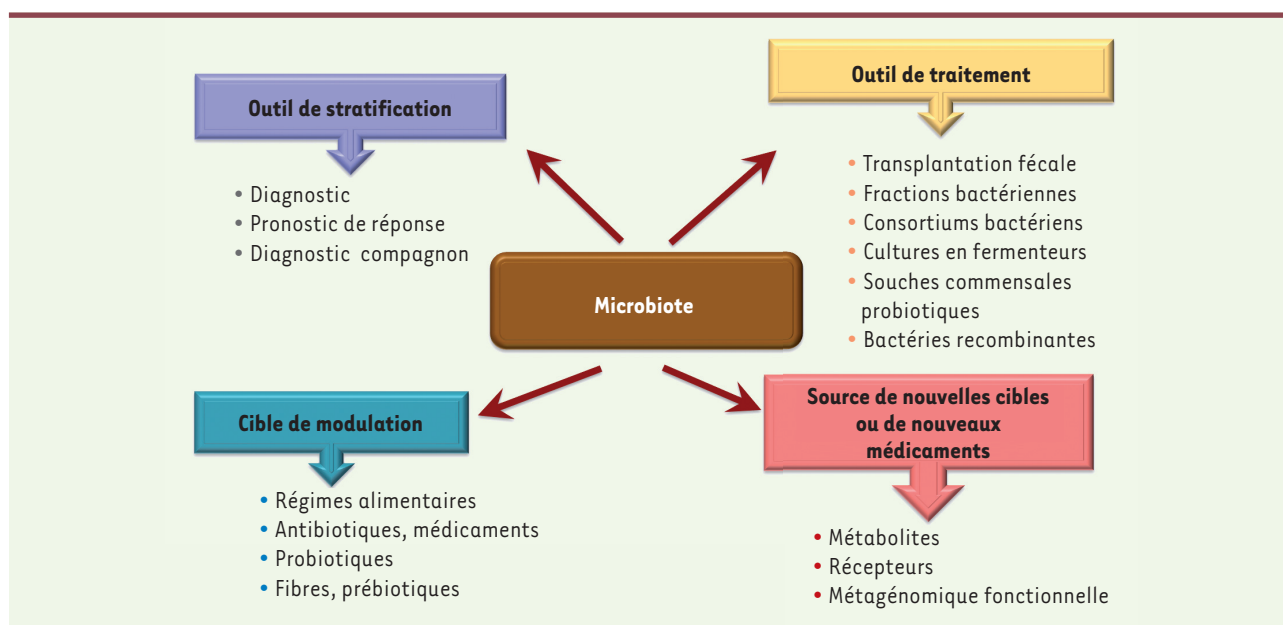 Outil de stratification
• Diagnostic
• Pronostic de réponse
• Diagnostic compagnon
Outil de traitement
• Transplantation fécale
• Fractions bactériennes
• Consortiums bactériens
• Cultures en fermenteurs
• Souches commensales
probiotiques
• Bactéries recombinantes
Microbiote
Cible de modulation
• Régimes alimentaires
• Antibiotiques, médicaments
• Probiotiques
• Fibres, prébiotiques
Source de nouvelles cibles
ou de nouveaux
médicaments
• Métabolites
• Récepteurs
• Métagénomique fonctionnelle